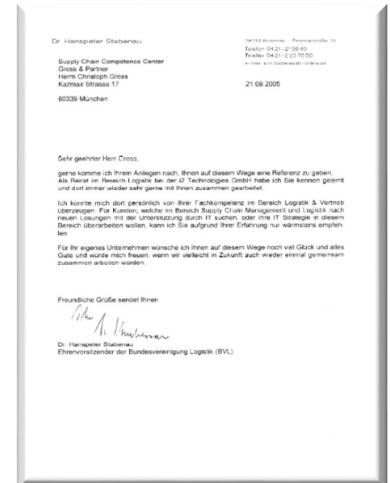 Dr. Hanspeter Stabenau
28213 Bremen
Telefon 04 21 - 21 98 40
Telefax 04 21 - 2 23 76 50
Supply Chain Competence Center
Gross & Partner
Herrn Christoph Gross
Kazmair Strasse 17
21.09.2005
80339 München
Sehr geehrter Herr Gross,
gerne komme ich Ihrem Anliegen nach, Ihnen auf diesem Wege eine Referenz zu geben.
Als Beirat im Bereich Logistik bei der i2 Technologies GmbH habe ich Sie kennen gelernt
und dort immer wieder sehr gerne mit Ihnen zusammen gearbeitet.
Ich konnte mich dort persönlich von Ihrer Fachkompetenz im Bereich Logistik & Vertrieb
überzeugen. Für Kunden, welche im Bereich Supply Chain Management und Logistik nach
neuen Lösungen mit der Unterstützung durch IT suchen, oder Ihre IT Strategie in diesem
Bereich überarbeiten wollen, kann ich Sie aufgrund Ihrer Erfahrung nur wärmstens empfeh-
len.
Für Ihr eigenes Unternehmen wünsche ich Ihnen auf diesem Wege noch viel Glück und alles
Gute und würde mich freuen, wenn wir vielleicht in Zukunft auch wieder einmal gemeinsam
zusammen arbeiten würden.
Freundliche Grüße sendet Ihnen
Dr. Hanspeter Stabenau
Ehrenvorsitzender der Bundesvereinigung Logistik (BVL)